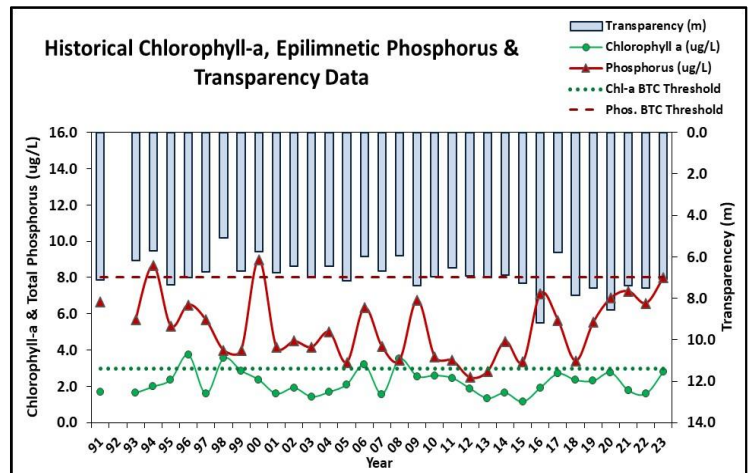 Historical Chlorophyll-a, Epilimnetic Phosphorus &
Transparency Data
Transparency (m)
Chlorophyll a (ug/L)
Phosphorus (ug/L)
Chl-a BTC Threshold
Phos. BTC Threshold
Chlorophyll-a & Total Phosphorus (ug/L)
16.0
14.0
12.0
10.0
8.0
6.0
4.0
2.0
0.0
0.0
2.0
4.0
6.0
8.0
10.0
12.0
14.0
Transparencey (m)
91 92 93 94 95 96 97 98 99 00 01 02 03 04 05 06 07 08 09 10 11 12 13 14 15 16 17 18 19 20 21 22 23
Year